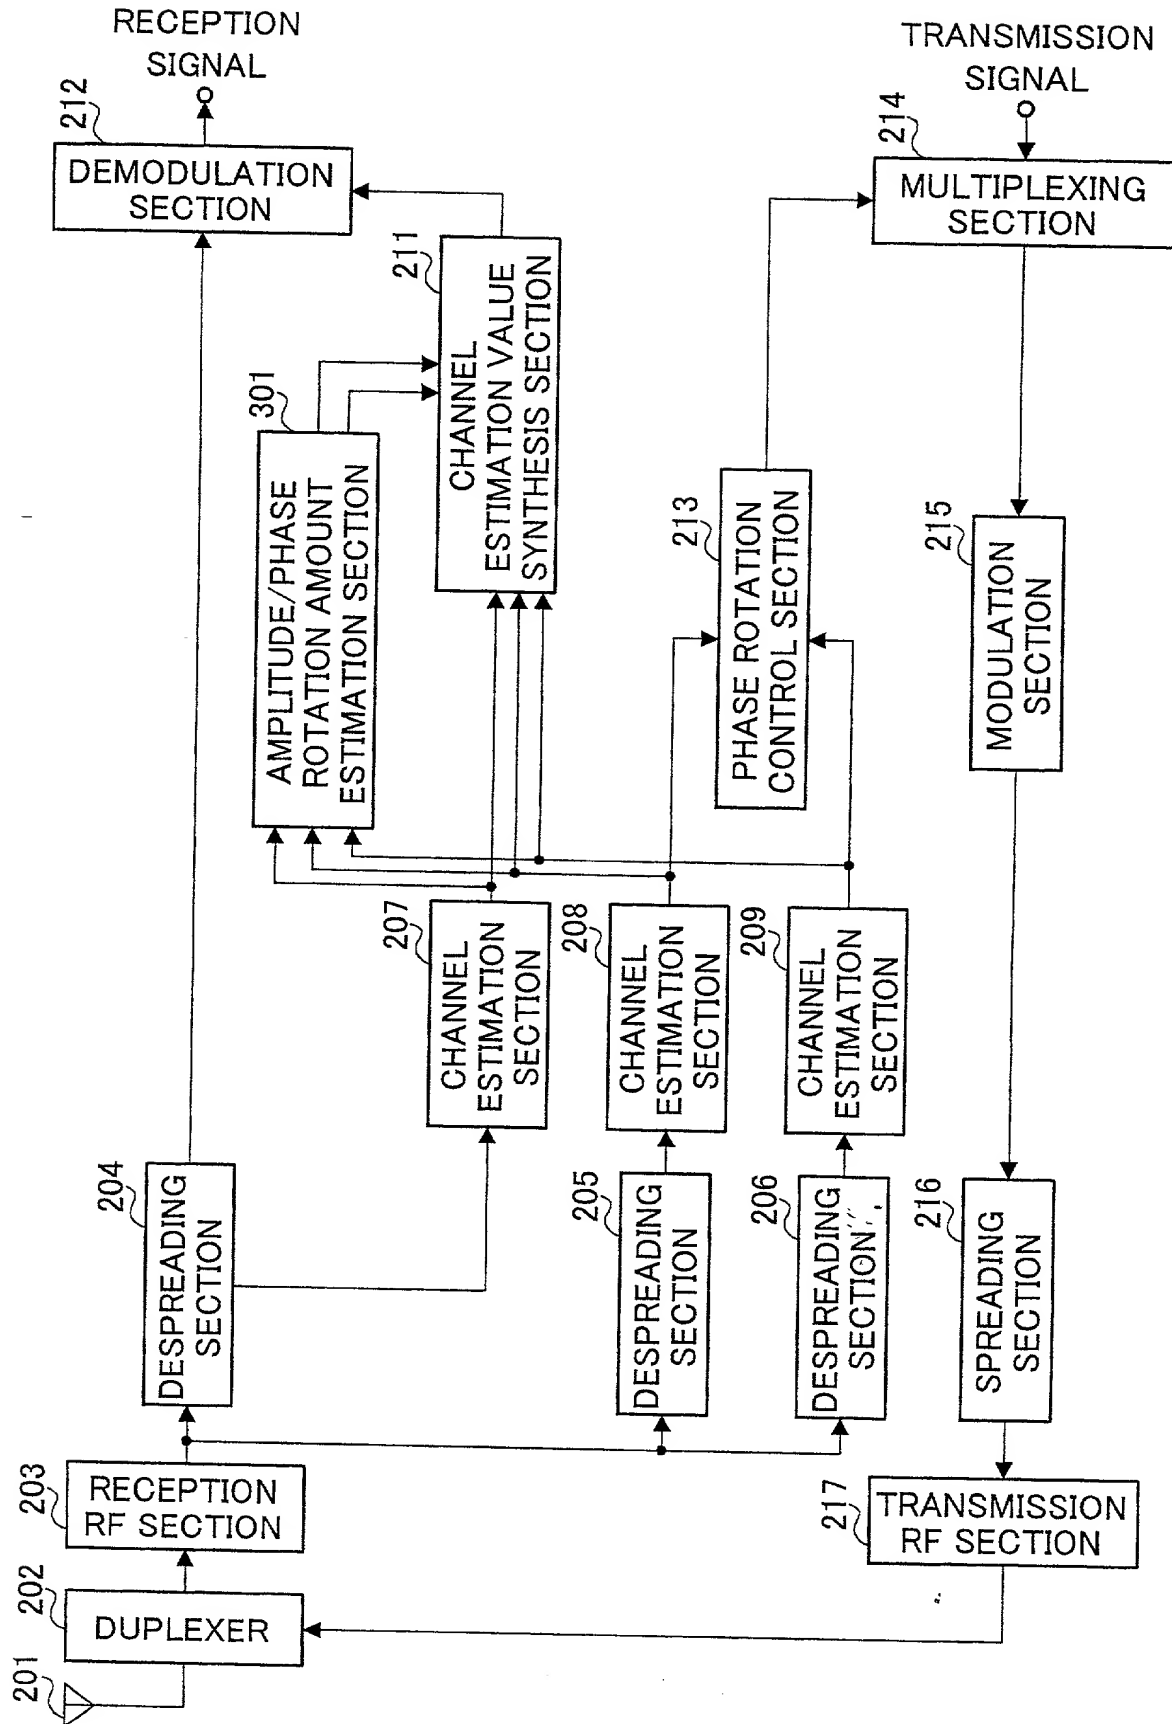 RECEPTION
SIGNAL
212
DEMODULATION
SECTION
TRANSMISSION
SIGNAL
214
MULTIPLEXING
SECTION
211
CHANNEL
ESTIMATION VALUE
SYNTHESIS SECTION
301
AMPLITUDE/PHASE
ROTATION AMOUNT
ESTIMATION SECTION
213
PHASE ROTATION
CONTROL SECTION
215
MODULATION
SECTION
207
CHANNEL
ESTIMATION
SECTION
208
CHANNEL
ESTIMATION
SECTION
209
CHANNEL
ESTIMATION
SECTION
204
DESPREADING
SECTION
205
DESPREADING
SECTION
206
DESPREADING
SECTION
216
SPREADING
SECTION
203
RECEPTION
RF SECTION
217
TRANSMISSION
RF SECTION
202
DUPLEXER
201